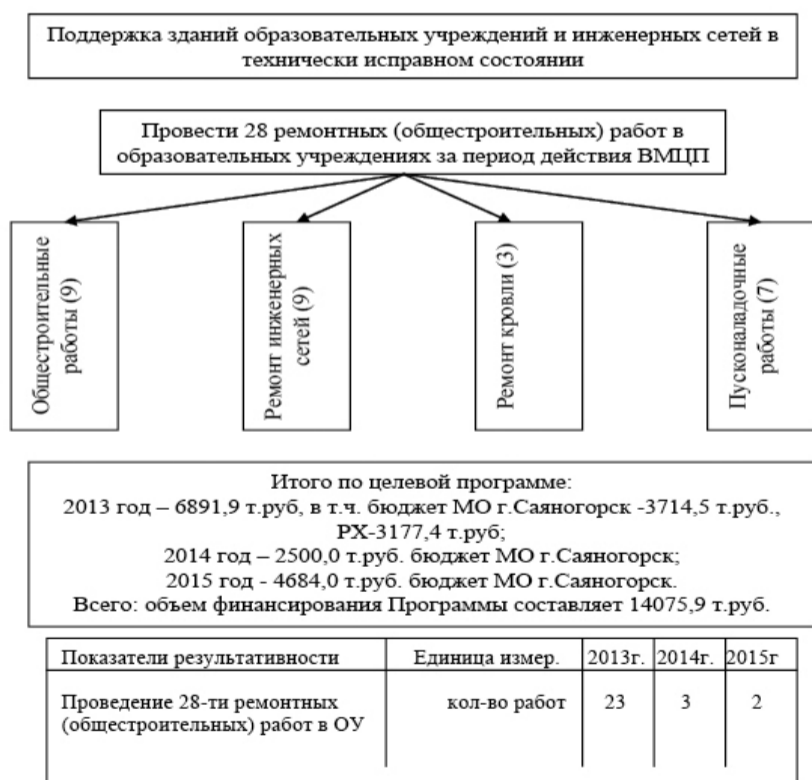 Поддержка зданий образовательных учреждений и инженерных сетей в
технически исправном состоянии
Провести 28 ремонтных (общестроительных) работ в
образовательных учреждениях за период действия ВМЦП
Общестроительные
работы (9)
Ремонт инженерных
сетей (9)
Ремонт кровли (3)
Пусконаладочные
работы (7)
Итого по целевой программе:
2013 год – 6891,9 т.руб, в т.ч. бюджет МО г.Саяногорск -3714,5 т.руб.,
РХ-3177,4 т.руб;
2014 год – 2500,0 т.руб. бюджет МО г.Саяногорск;
2015 год - 4684,0 т.руб. бюджет МО г.Саяногорск.
Всего: объем финансирования Программы составляет 14075,9 т.руб.
Показатели результативности Единица измер. 2013г. 2014г. 2015г
Проведение 28-ти ремонтных кол-во работ 23 3 2
(общестроительных) работ в ОУ